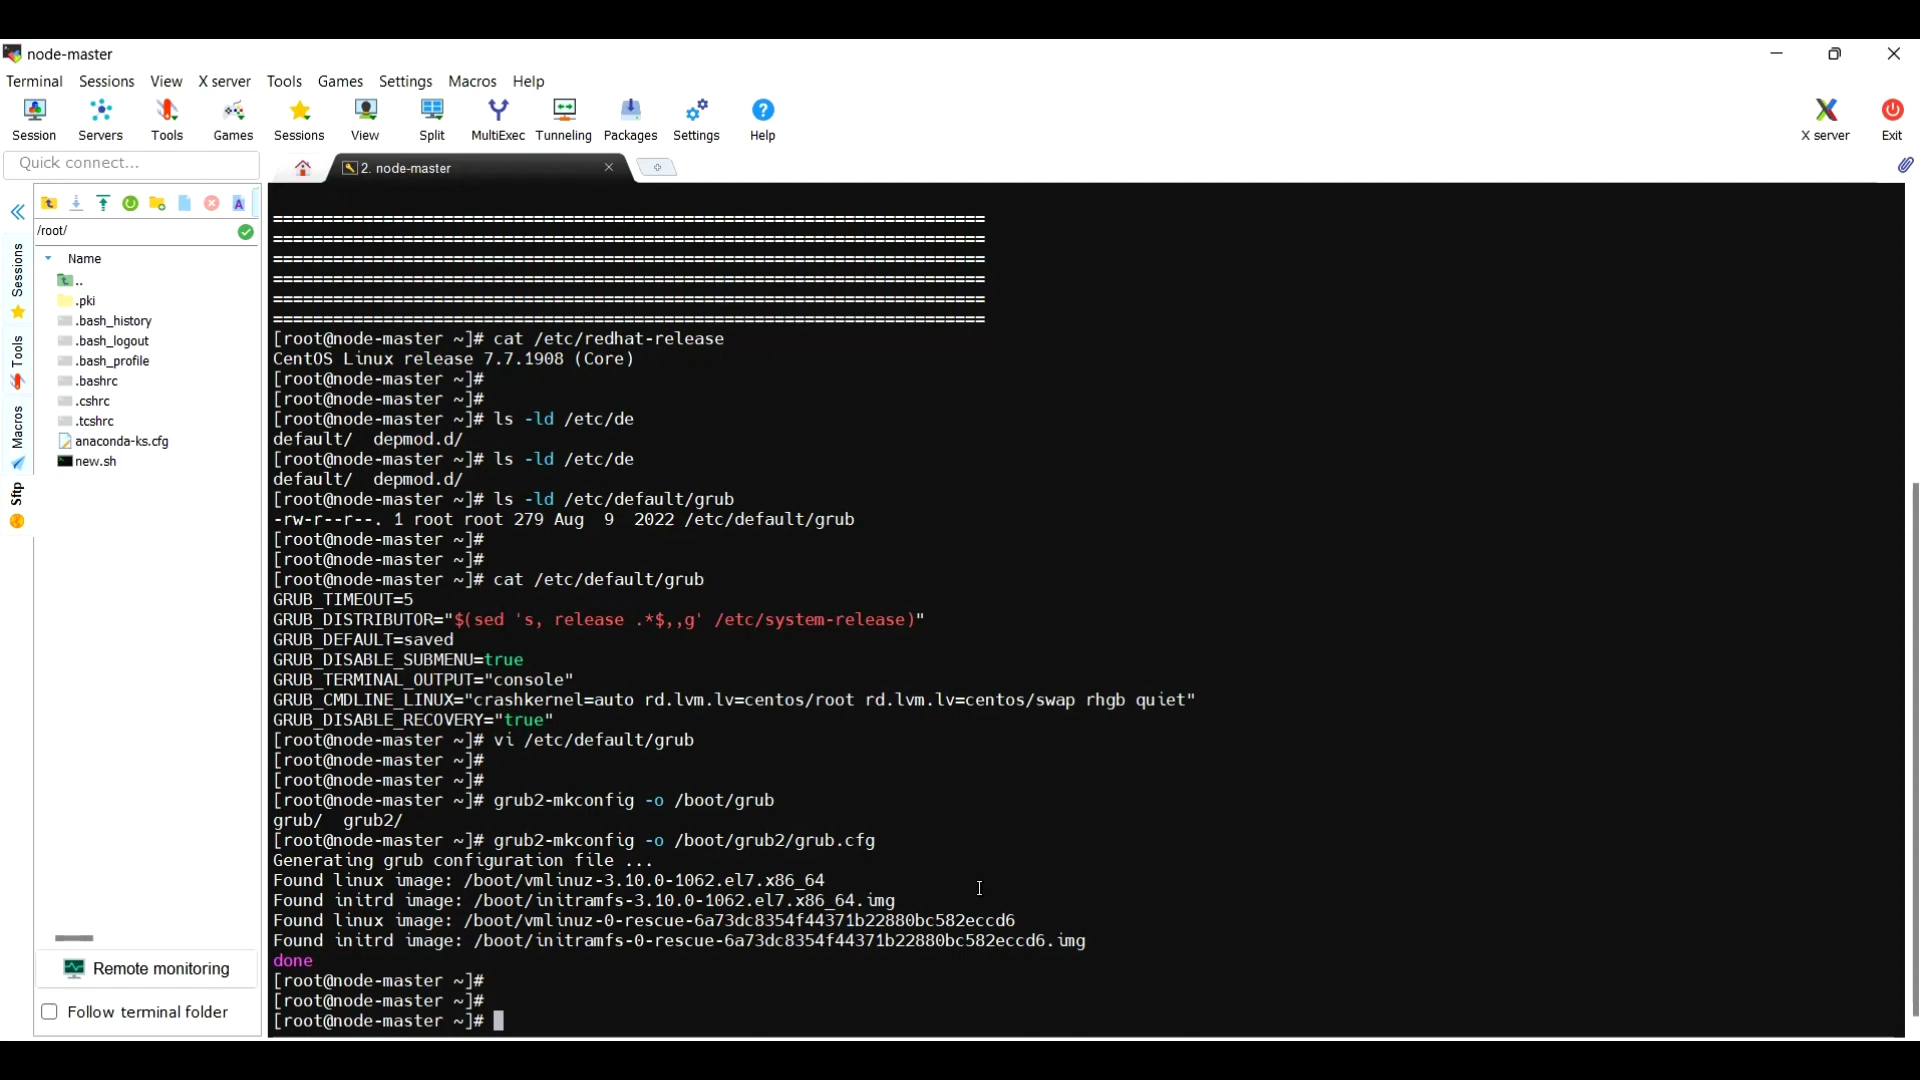 node-master
Terminal Sessions View X server Tools Games Settings Macros Help
Session Servers Tools Games Sessions View Split MultiExec Tunneling Packages Settings Help X server Exit
Quick connect...
2. node-master
/root/
Name
..
.pki
.bash_history
.bash_logout
.bash_profile
.bashrc
.cshrc
.tcshrc
anaconda-ks.cfg
new.sh
Sessions
Tools
Macros
Sftp
Remote monitoring
Follow terminal folder
=======================================================================
=======================================================================
=======================================================================
=======================================================================
=======================================================================
=======================================================================
[root@node-master ~]# cat /etc/redhat-release
CentOS Linux release 7.7.1908 (Core)
[root@node-master ~]#
[root@node-master ~]#
[root@node-master ~]# ls -ld /etc/de
default/  depmod.d/
[root@node-master ~]# ls -ld /etc/de
default/  depmod.d/
[root@node-master ~]# ls -ld /etc/default/grub
-rw-r--r--. 1 root root 279 Aug  9  2022 /etc/default/grub
[root@node-master ~]#
[root@node-master ~]#
[root@node-master ~]# cat /etc/default/grub
GRUB_TIMEOUT=5
GRUB_DISTRIBUTOR="$(sed 's, release .*$,,g' /etc/system-release)"
GRUB_DEFAULT=saved
GRUB_DISABLE_SUBMENU=true
GRUB_TERMINAL_OUTPUT="console"
GRUB_CMDLINE_LINUX="crashkernel=auto rd.lvm.lv=centos/root rd.lvm.lv=centos/swap rhgb quiet"
GRUB_DISABLE_RECOVERY="true"
[root@node-master ~]# vi /etc/default/grub
[root@node-master ~]#
[root@node-master ~]#
[root@node-master ~]# grub2-mkconfig -o /boot/grub
grub/  grub2/
[root@node-master ~]# grub2-mkconfig -o /boot/grub2/grub.cfg
Generating grub configuration file ...
Found linux image: /boot/vmlinuz-3.10.0-1062.el7.x86_64
Found initrd image: /boot/initramfs-3.10.0-1062.el7.x86_64.img
Found linux image: /boot/vmlinuz-0-rescue-6a73dc8354f44371b22880bc582eccd6
Found initrd image: /boot/initramfs-0-rescue-6a73dc8354f44371b22880bc582eccd6.img
done
[root@node-master ~]#
[root@node-master ~]#
[root@node-master ~]#